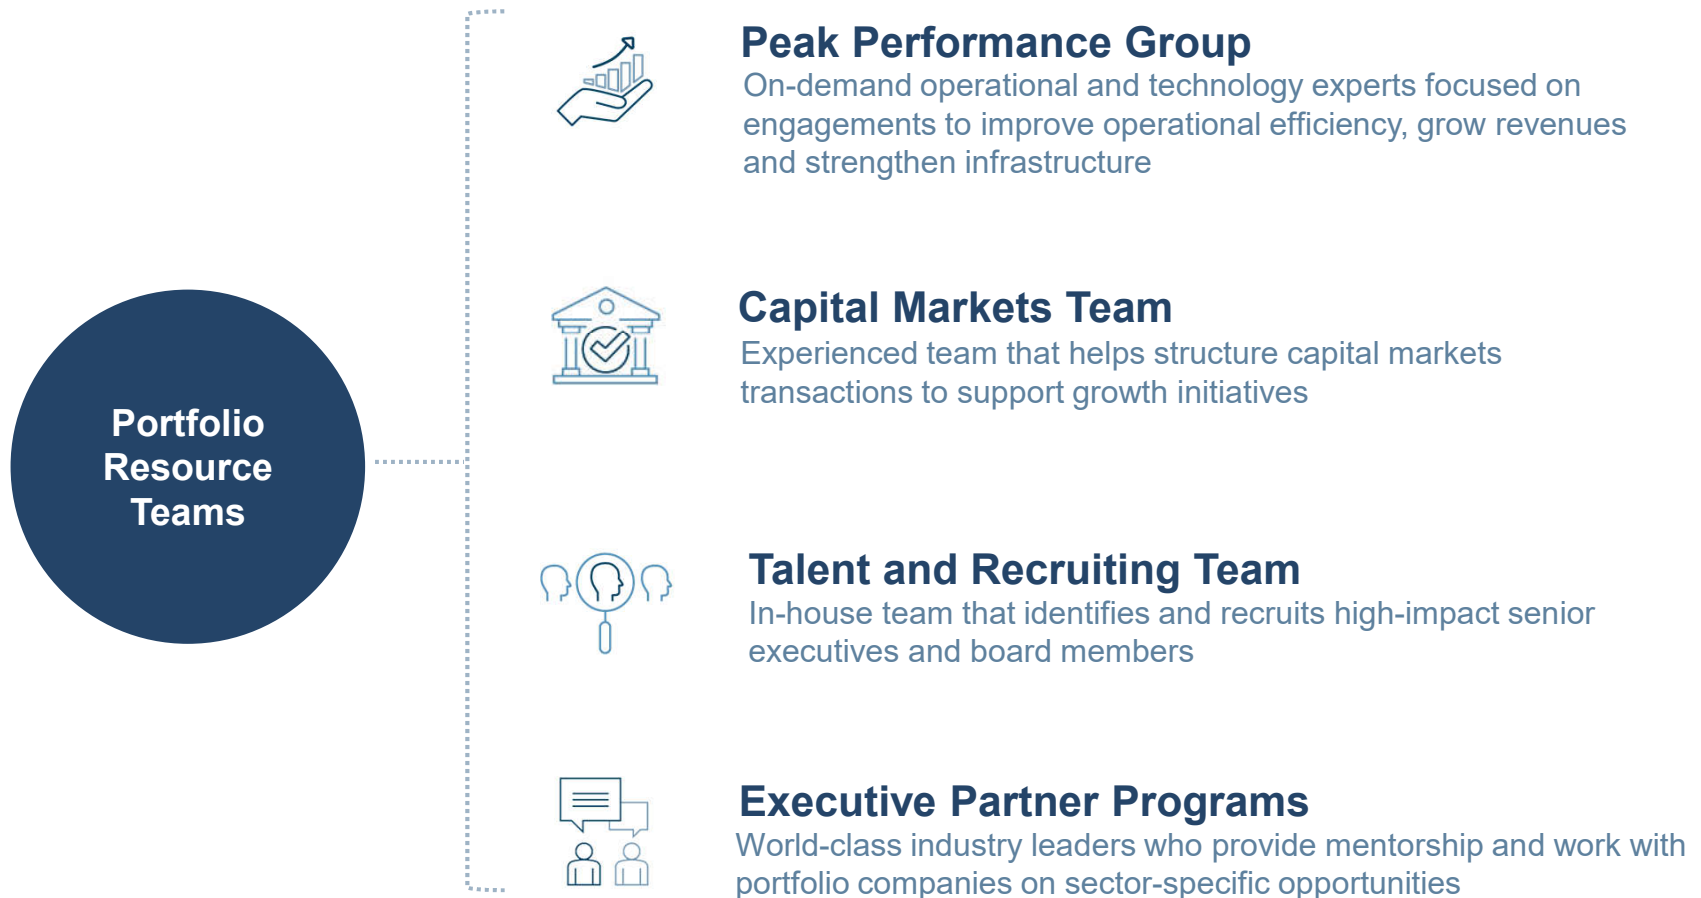 Portfolio
Resource
Teams
Peak Performance Group
On-demand operational and technology experts focused on
engagements to improve operational efficiency, grow revenues
and strengthen infrastructure
Capital Markets Team
Experienced team that helps structure capital markets
transactions to support growth initiatives
Talent and Recruiting Team
In-house team that identifies and recruits high-impact senior
executives and board members
Executive Partner Programs
World-class industry leaders who provide mentorship and work with
portfolio companies on sector-specific opportunities